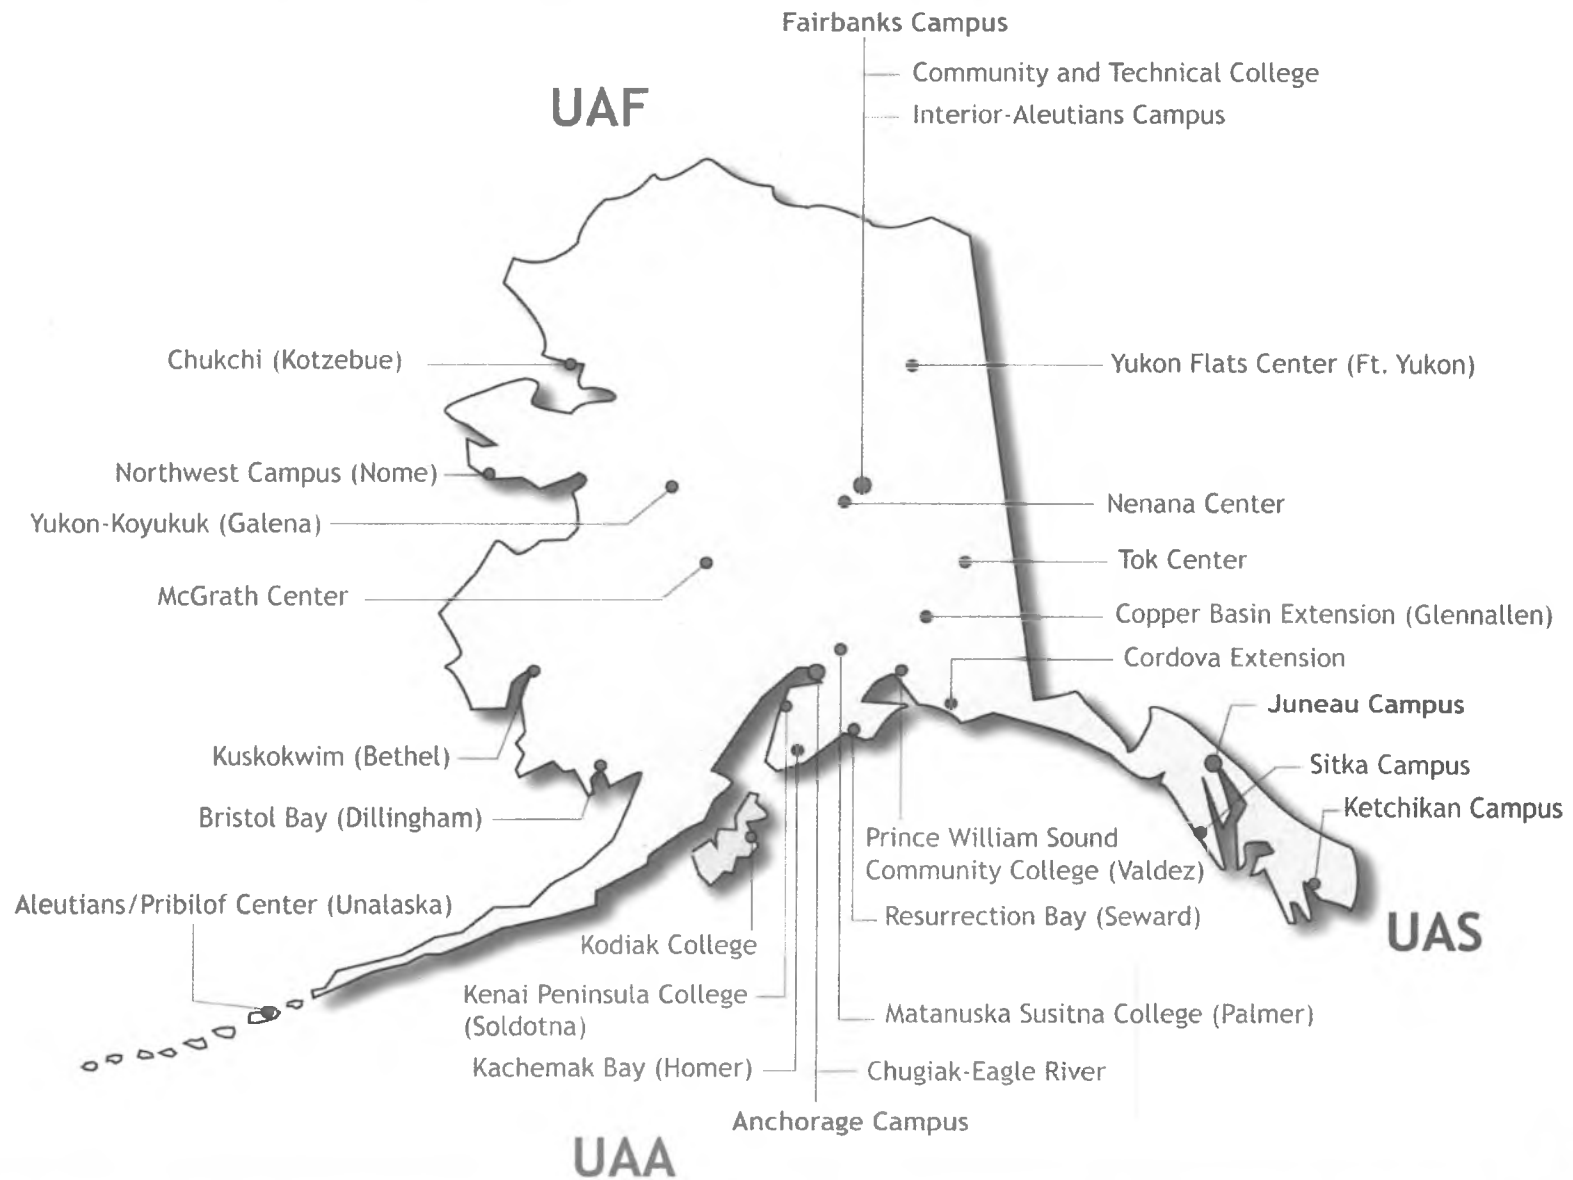 Fairbanks Campus
Community and Technical College
UAF
Interior-Aleutians Campus
Chukchi (Kotzebue)
Yukon Flats Center (Ft. Yukon)
Northwest Campus (Nome)
Nenana Center
Yukon-Koyukuk (Galena)
Tok Center
McGrath Center
Copper Basin Extension (Glennallen)
Cordova Extension
Juneau Campus
Kuskokwim (Bethel)
Sitka Campus
Bristol Bay (Dillingham)
Ketchikan Campus
Prince William Sound
Community College (Valdez)
Aleutians/Pribilof Center (Unalaska)
Resurrection Bay (Seward)
UAS
Kodiak College
Kenai Peninsula College
(Soldotna)
Matanuska Susitna College (Palmer)
Kachemak Bay (Homer)
Chugiak-Eagle River
Anchorage Campus
UAA